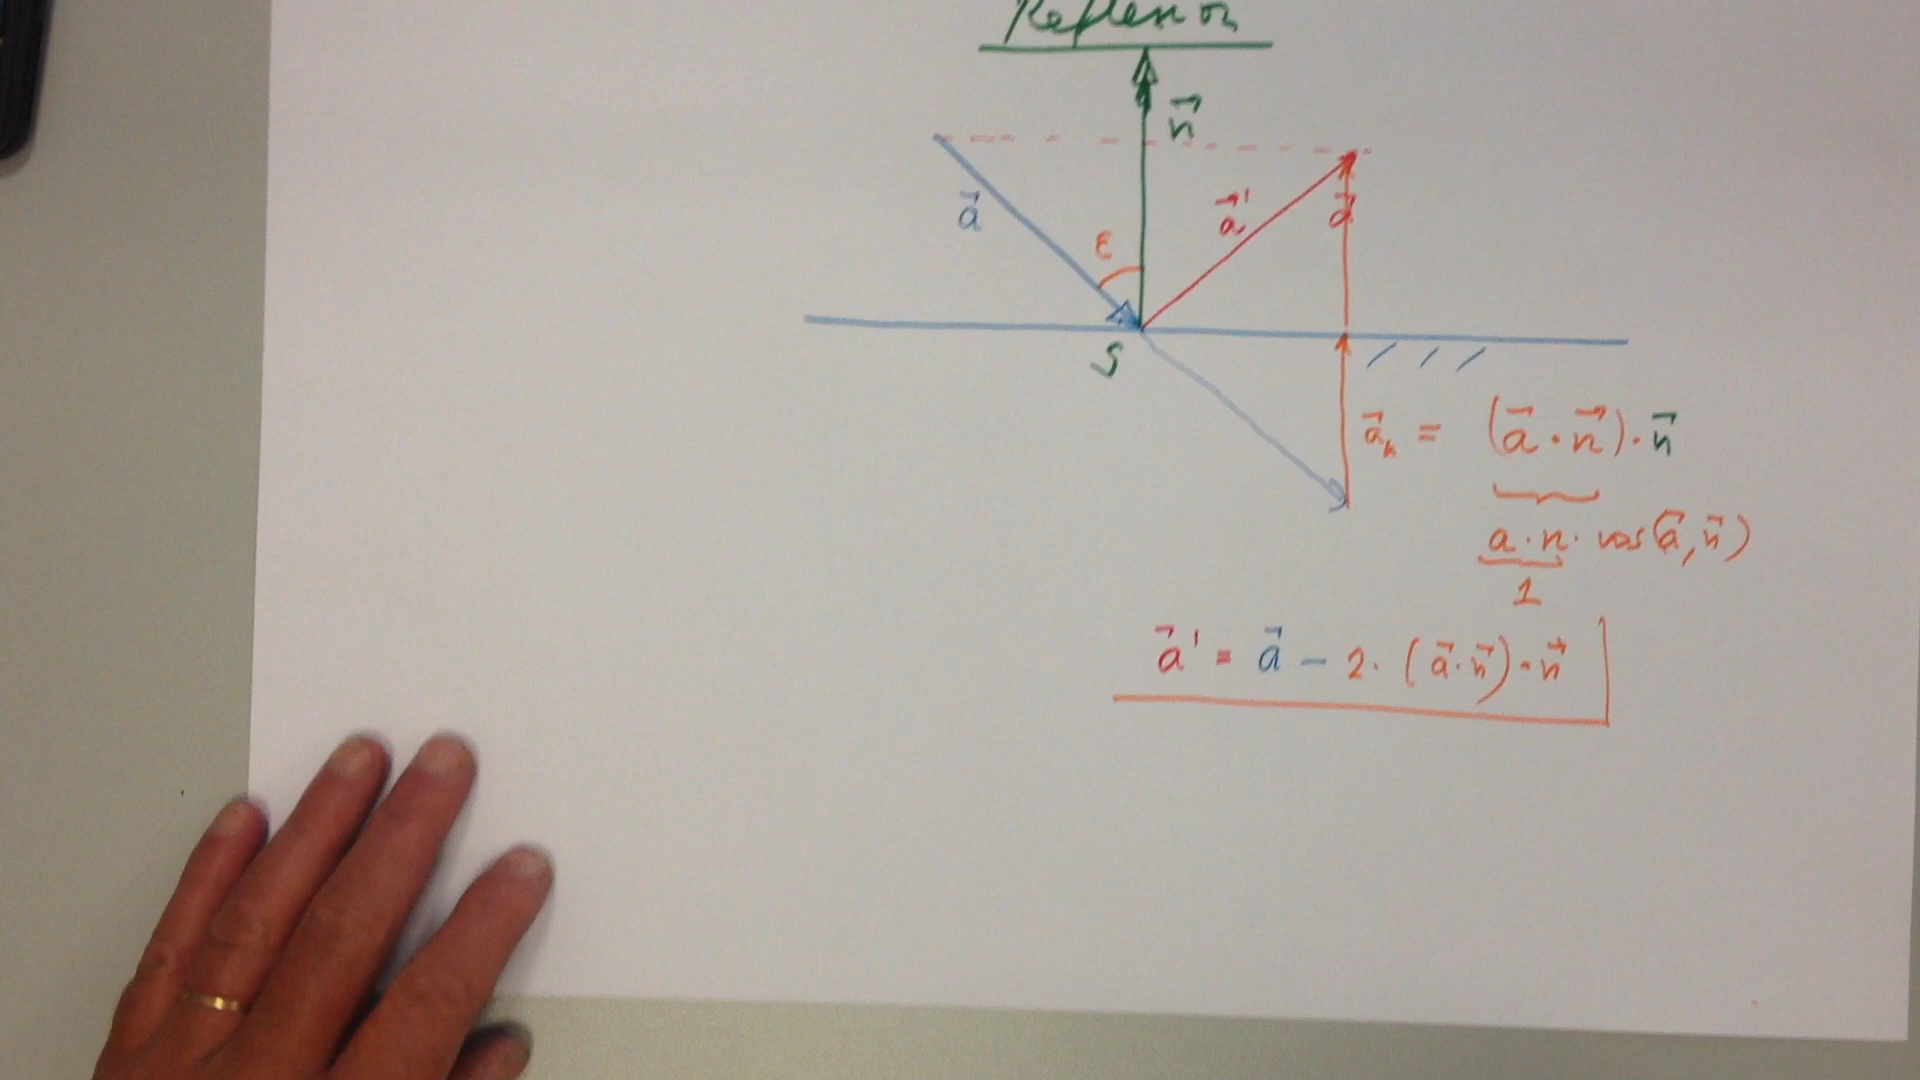 Reflexion
n⃗
a⃗
ε
a⃗'
a⃗
S
a⃗ₙ = (a⃗ · n⃗) · n⃗
a · n · cos(a⃗, n⃗)
1
a⃗' = a⃗ - 2 · (a⃗ · n⃗) · n⃗